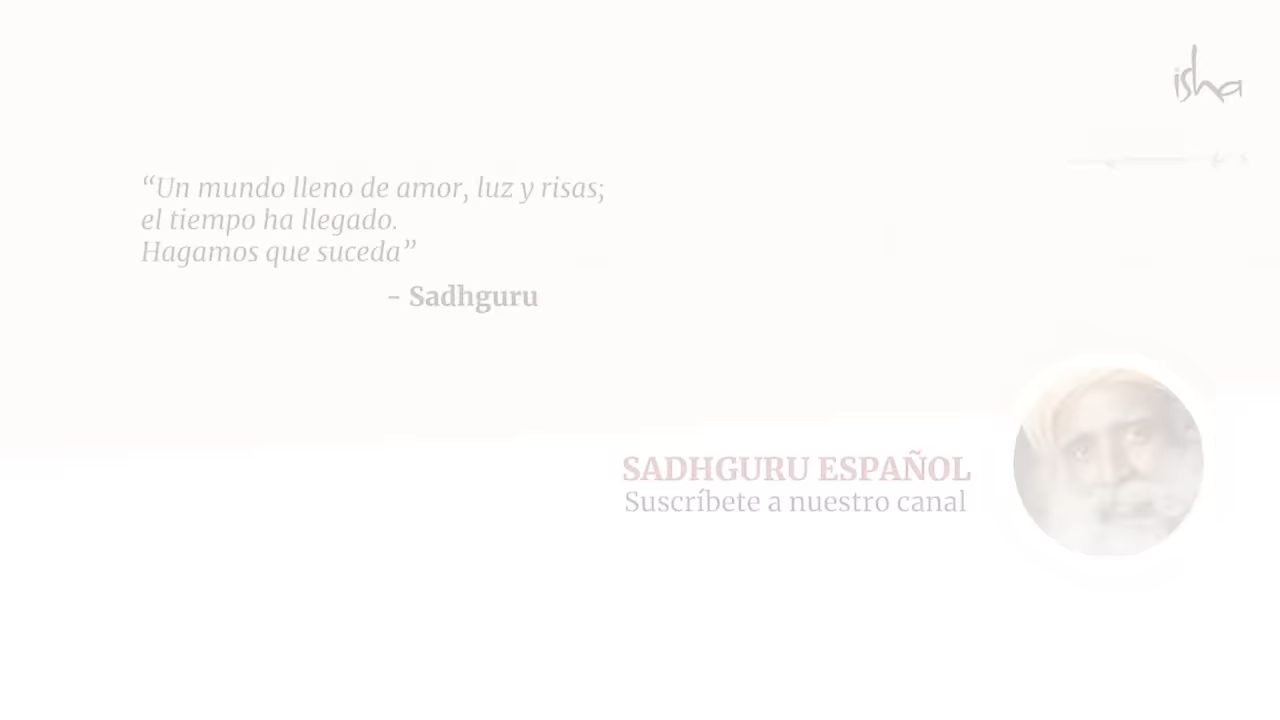 isha
“Un mundo lleno de amor, luz y risas;
el tiempo ha llegado.
Hagamos que suceda”
- Sadhguru
SADHGURU ESPAÑOL
Suscríbete a nuestro canal